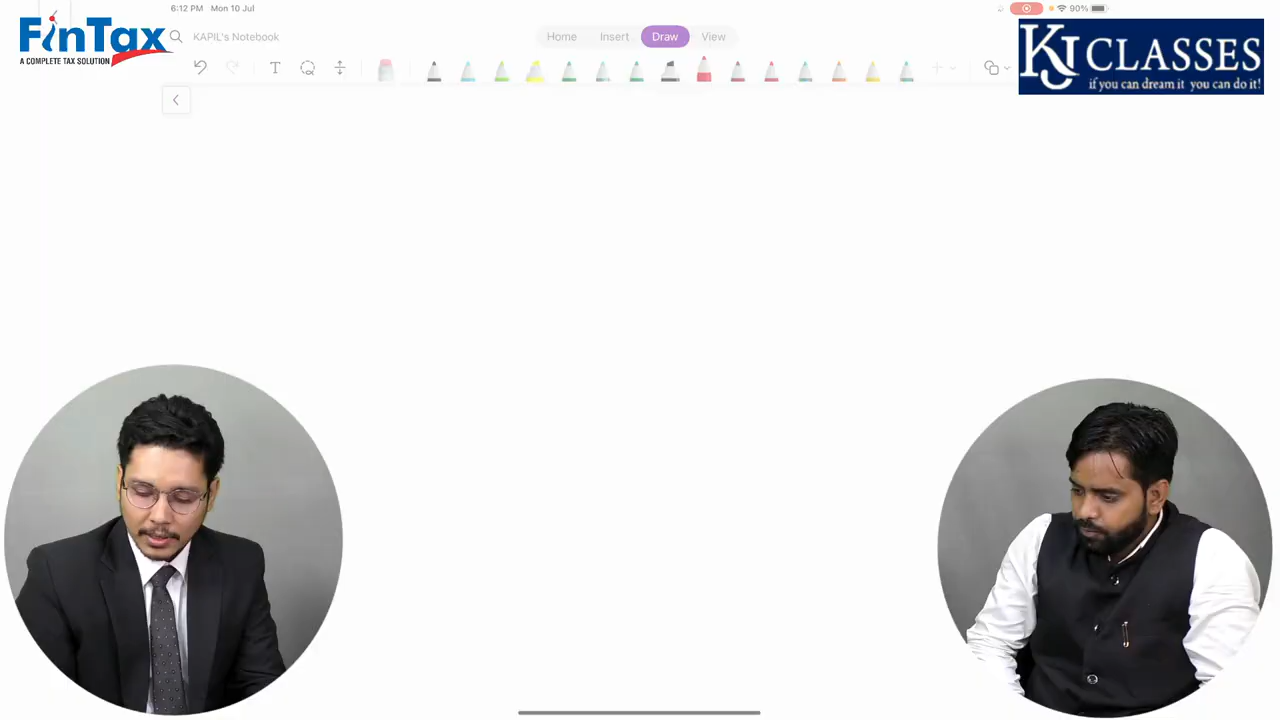 6:12 PM Mon 10 Jul
90%
FinTax
A COMPLETE TAX SOLUTION
KAPIL's Notebook
Home Insert Draw View
T
KJ CLASSES
if you can dream it you can do it!